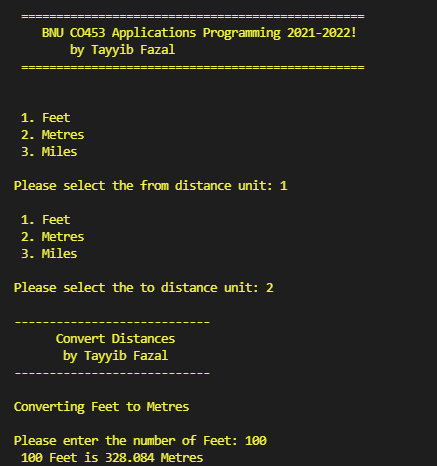 =================================================
BNU CO453 Applications Programming 2021-2022!
by Tayyib Fazal
=================================================
1. Feet
2. Metres
3. Miles
Please select the from distance unit: 1
1. Feet
2. Metres
3. Miles
Please select the to distance unit: 2
----------------------------
Convert Distances
by Tayyib Fazal
----------------------------
Converting Feet to Metres
Please enter the number of Feet: 100
100 Feet is 328.084 Metres